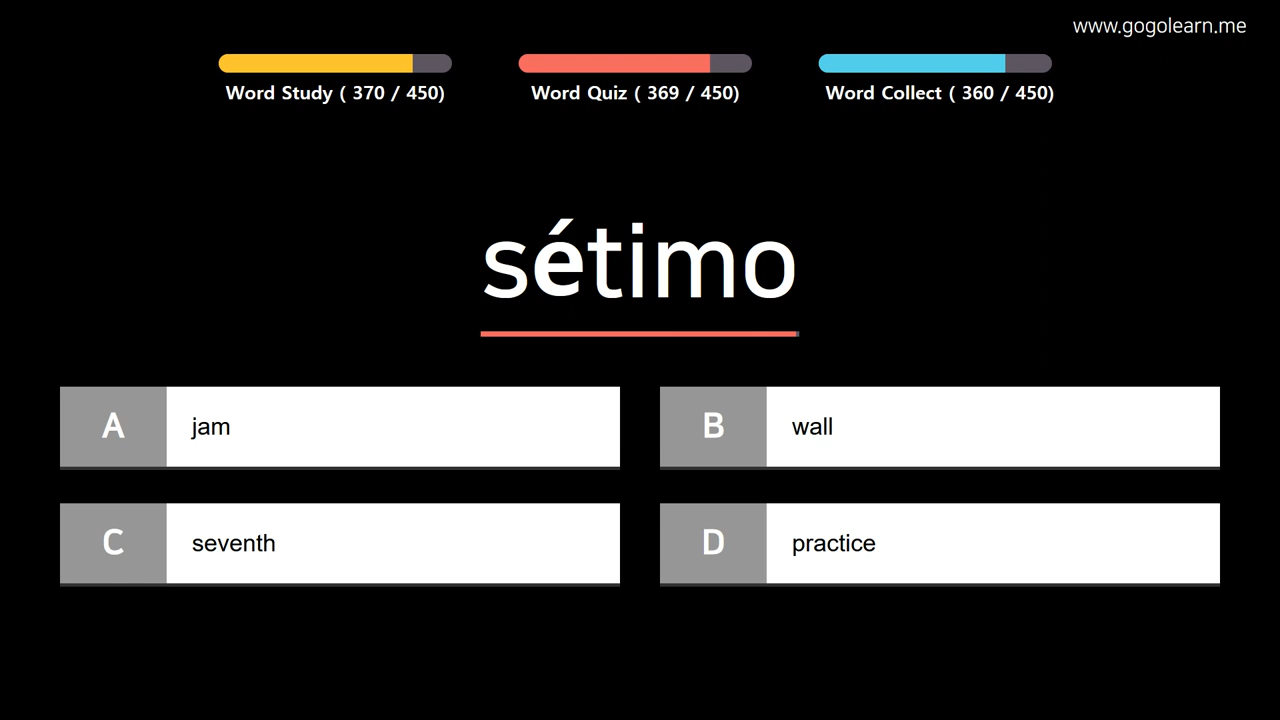 www.gogolearn.me
Word Study ( 370 / 450)
Word Quiz ( 369 / 450)
Word Collect ( 360 / 450)
sétimo
A
jam
B
wall
C
seventh
D
practice